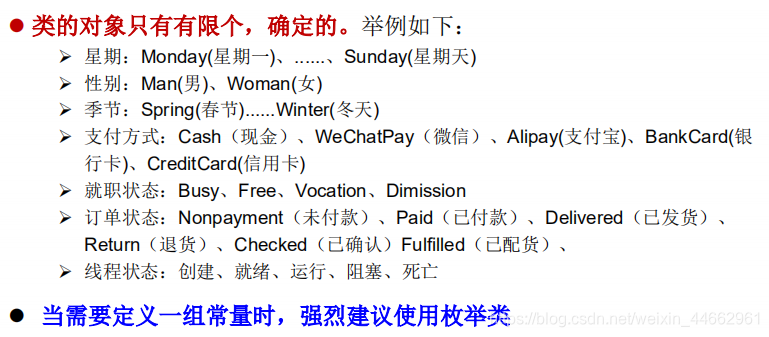 ● 类的对象只有有限个，确定的。举例如下：
➢ 星期：Monday(星期一)、......、Sunday(星期天)
➢ 性别：Man(男)、Woman(女)
➢ 季节：Spring(春节)......Winter(冬天)
➢ 支付方式：Cash（现金）、WeChatPay（微信）、Alipay(支付宝)、BankCard(银
行卡)、CreditCard(信用卡)
➢ 就职状态：Busy、Free、Vocation、Dimission
➢ 订单状态：Nonpayment（未付款）、Paid（已付款）、Delivered（已发货）、
Return（退货）、Checked（已确认）Fulfilled（已配货）、
➢ 线程状态：创建、就绪、运行、阻塞、死亡
● 当需要定义一组常量时，强烈建议使用枚举类
https://blog.csdn.net/weixin_44662961